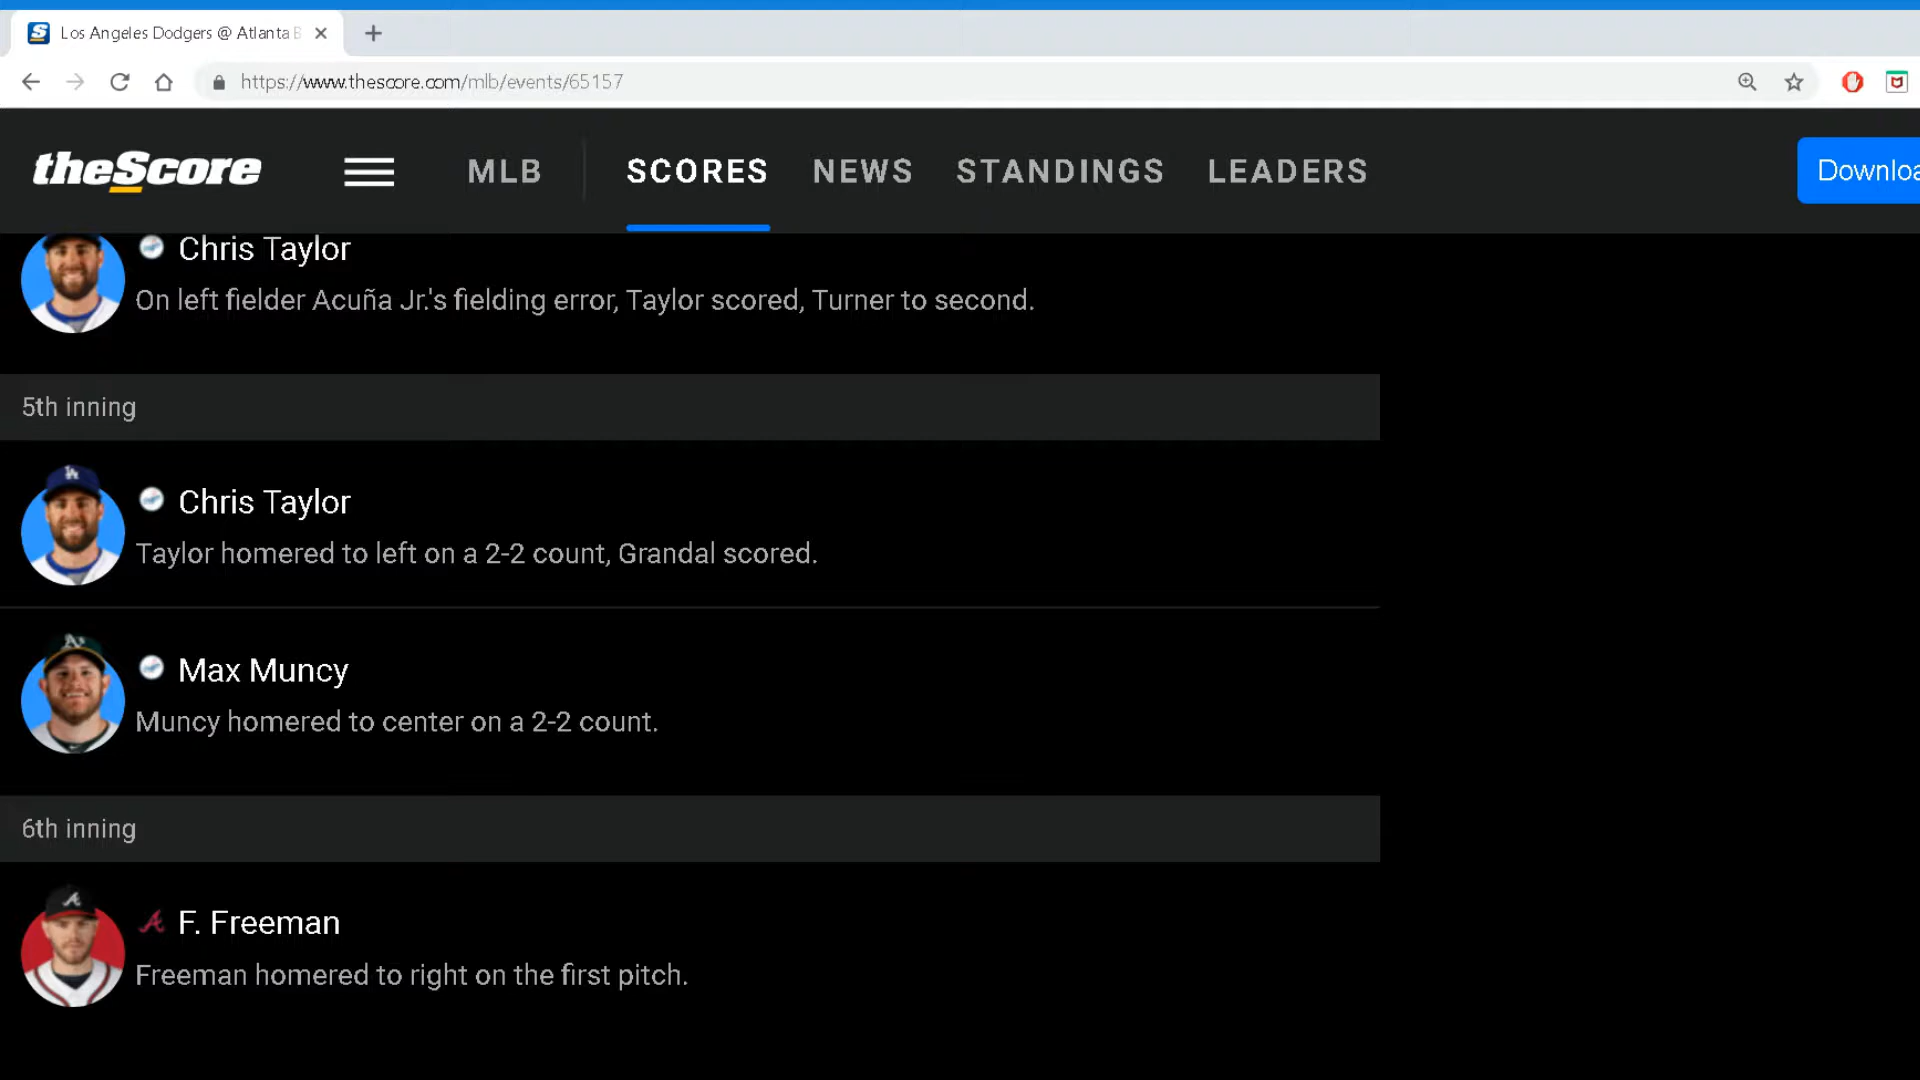 Los Angeles Dodgers @ Atlanta B
https://www.thescore.com/mlb/events/65157
theScore MLB SCORES NEWS STANDINGS LEADERS Downloa
Chris Taylor
On left fielder Acuña Jr.'s fielding error, Taylor scored, Turner to second.
5th inning
Chris Taylor
Taylor homered to left on a 2-2 count, Grandal scored.
Max Muncy
Muncy homered to center on a 2-2 count.
6th inning
F. Freeman
Freeman homered to right on the first pitch.